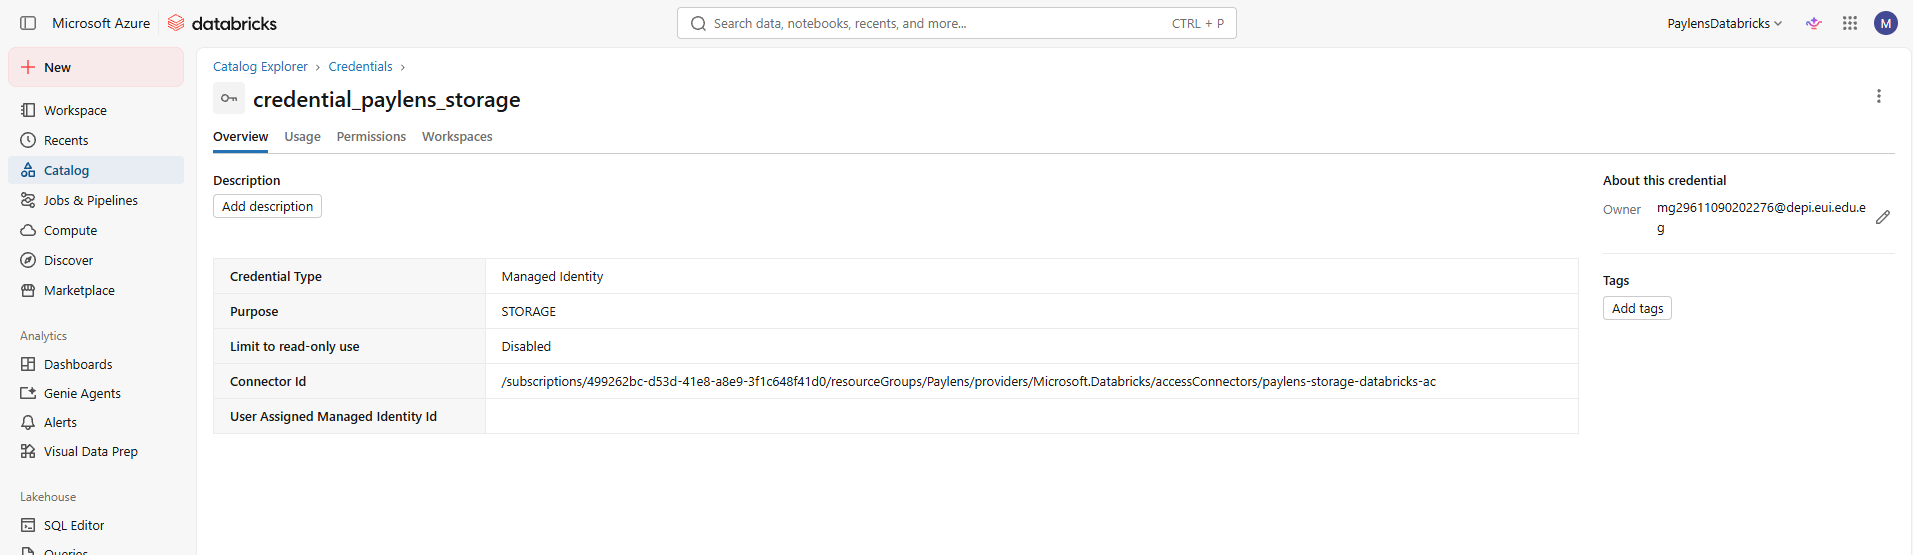 Microsoft Azure databricks
Search data, notebooks, recents, and more... CTRL + P
PaylensDatabricks
M
New
Workspace
Recents
Catalog
Jobs & Pipelines
Compute
Discover
Marketplace
Analytics
Dashboards
Genie Agents
Alerts
Visual Data Prep
Lakehouse
SQL Editor
Queries
Catalog Explorer › Credentials ›
credential_paylens_storage
Overview Usage Permissions Workspaces
Description
Add description
Credential Type Managed Identity
Purpose STORAGE
Limit to read-only use Disabled
Connector Id /subscriptions/499262bc-d53d-41e8-a8e9-3f1c648f41d0/resourceGroups/Paylens/providers/Microsoft.Databricks/accessConnectors/paylens-storage-databricks-ac
User Assigned Managed Identity Id
About this credential
Owner mg29611090202276@depi.eui.edu.e
g
Tags
Add tags